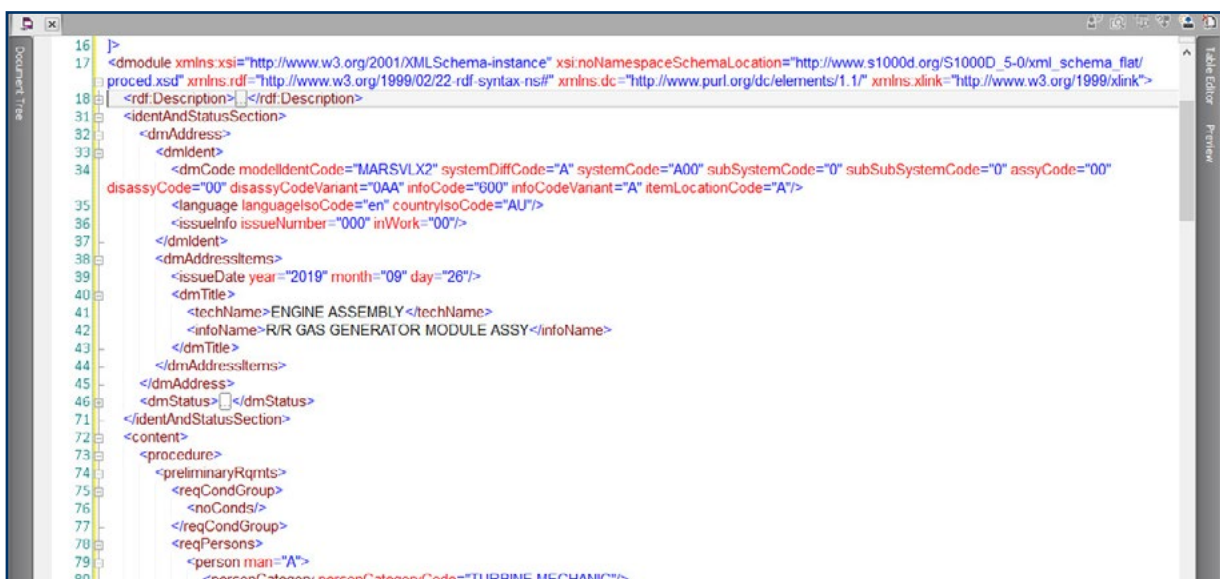 16 ]>
17 <dmodule xmlns:xsi="http://www.w3.org/2001/XMLSchema-instance" xsi:noNamespaceSchemaLocation="http://www.s1000d.org/S1000D_5-0/xml_schema_flat/
proced.xsd" xmlns:rdf="http://www.w3.org/1999/02/22-rdf-syntax-ns#" xmlns:dc="http://www.purl.org/dc/elements/1.1/" xmlns:xlink="http://www.w3.org/1999/xlink">
18 <rdf:Description>...</rdf:Description>
31 <identAndStatusSection>
32 <dmAddress>
33 <dmIdent>
34 <dmCode modelIdentCode="MARSVLX2" systemDiffCode="A" systemCode="A00" subSystemCode="0" subSubSystemCode="0" assyCode="00"
disassyCode="00" disassyCodeVariant="0AA" infoCode="600" infoCodeVariant="A" itemLocationCode="A"/>
35 <language languageIsoCode="en" countryIsoCode="AU"/>
36 <issueInfo issueNumber="000" inWork="00"/>
37 </dmIdent>
38 <dmAddressItems>
39 <issueDate year="2019" month="09" day="26"/>
40 <dmTitle>
41 <techName>ENGINE ASSEMBLY</techName>
42 <infoName>R/R GAS GENERATOR MODULE ASSY</infoName>
43 </dmTitle>
44 </dmAddressItems>
45 </dmAddress>
46 <dmStatus>...</dmStatus>
71 </identAndStatusSection>
72 <content>
73 <procedure>
74 <preliminaryRqmts>
75 <reqCondGroup>
76 <noConds/>
77 </reqCondGroup>
78 <reqPersons>
79 <person man="A">
80 <personCategory personCategoryCode="TURBINE MECHANIC"/>
Document Tree
Table Editor
Preview